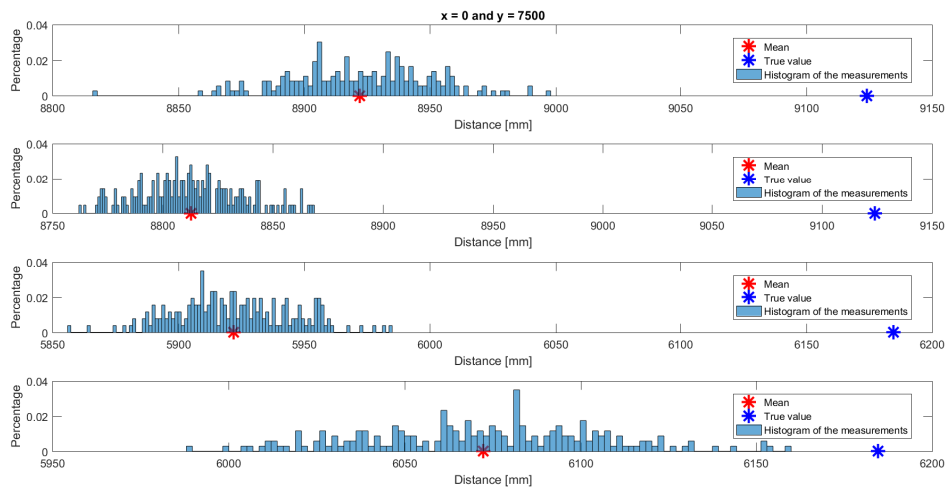 x = 0 and y = 7500
0.04
0.02
0
Percentage
Mean
True value
Histogram of the measurements
8800 8850 8900 8950 9000 9050 9100 9150
Distance [mm]
0.04
0.02
0
Percentage
Mean
True value
Histogram of the measurements
8750 8800 8850 8900 8950 9000 9050 9100 9150
Distance [mm]
0.04
0.02
0
Percentage
Mean
True value
Histogram of the measurements
5850 5900 5950 6000 6050 6100 6150 6200
Distance [mm]
0.04
0.02
0
Percentage
Mean
True value
Histogram of the measurements
5950 6000 6050 6100 6150 6200
Distance [mm]